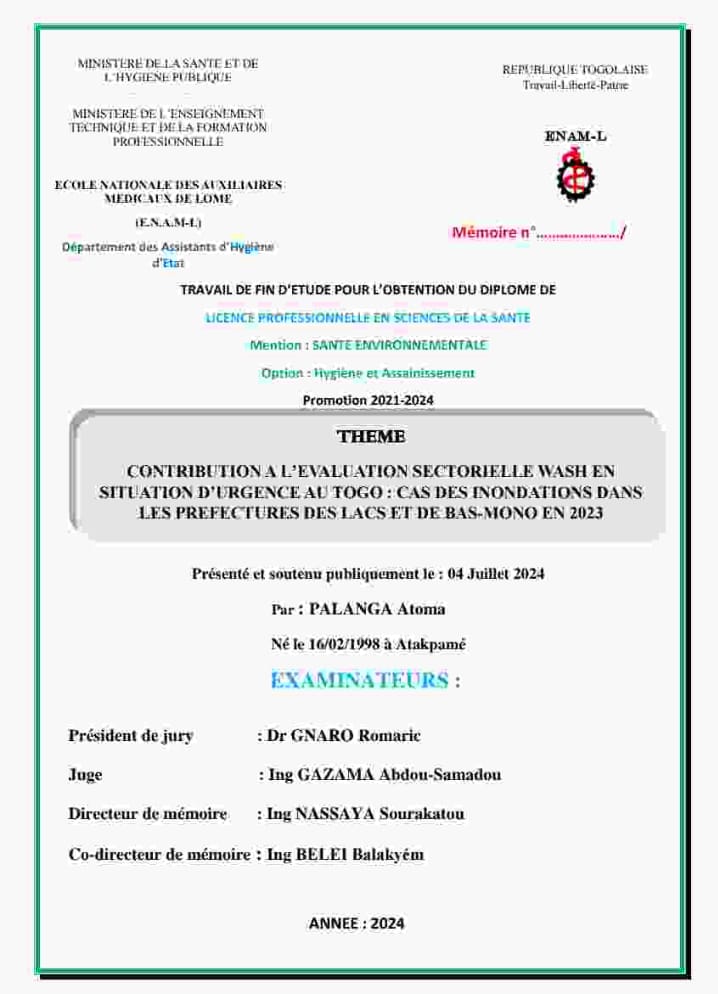 MINISTERE DE LA SANTE ET DE
L'HYGIENE PUBLIQUE
MINISTERE DE L'ENSEIGNEMENT
TECHNIQUE ET DE LA FORMATION
PROFESSIONNELLE
ECOLE NATIONALE DES AUXILIAIRES
MEDICAUX DE LOME
(E.N.A.M-L)
Département des Assistants d'Hygiène
d'Etat
REPUBLIQUE TOGOLAISE
Travail-Liberté-Patrie
ENAM-L
Mémoire n°…………………/
TRAVAIL DE FIN D'ETUDE POUR L'OBTENTION DU DIPLOME DE
LICENCE PROFESSIONNELLE EN SCIENCES DE LA SANTE
Mention : SANTE ENVIRONNEMENTALE
Option : Hygiène et Assainissement
Promotion 2021-2024
THEME
CONTRIBUTION A L'EVALUATION SECTORIELLE WASH EN
SITUATION D'URGENCE AU TOGO : CAS DES INONDATIONS DANS
LES PREFECTURES DES LACS ET DE BAS-MONO EN 2023
Présenté et soutenu publiquement le : 04 Juillet 2024
Par : PALANGA Atoma
Né le 16/02/1998 à Atakpamé
EXAMINATEURS :
Président de jury : Dr GNARO Romaric
Juge : Ing GAZAMA Abdou-Samadou
Directeur de mémoire : Ing NASSAYA Sourakatou
Co-directeur de mémoire : Ing BELEI Balakyém
ANNEE : 2024